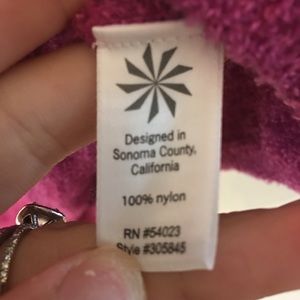 Designed in
Sonoma County,
California
100% nylon
RN #54023
Style #305845